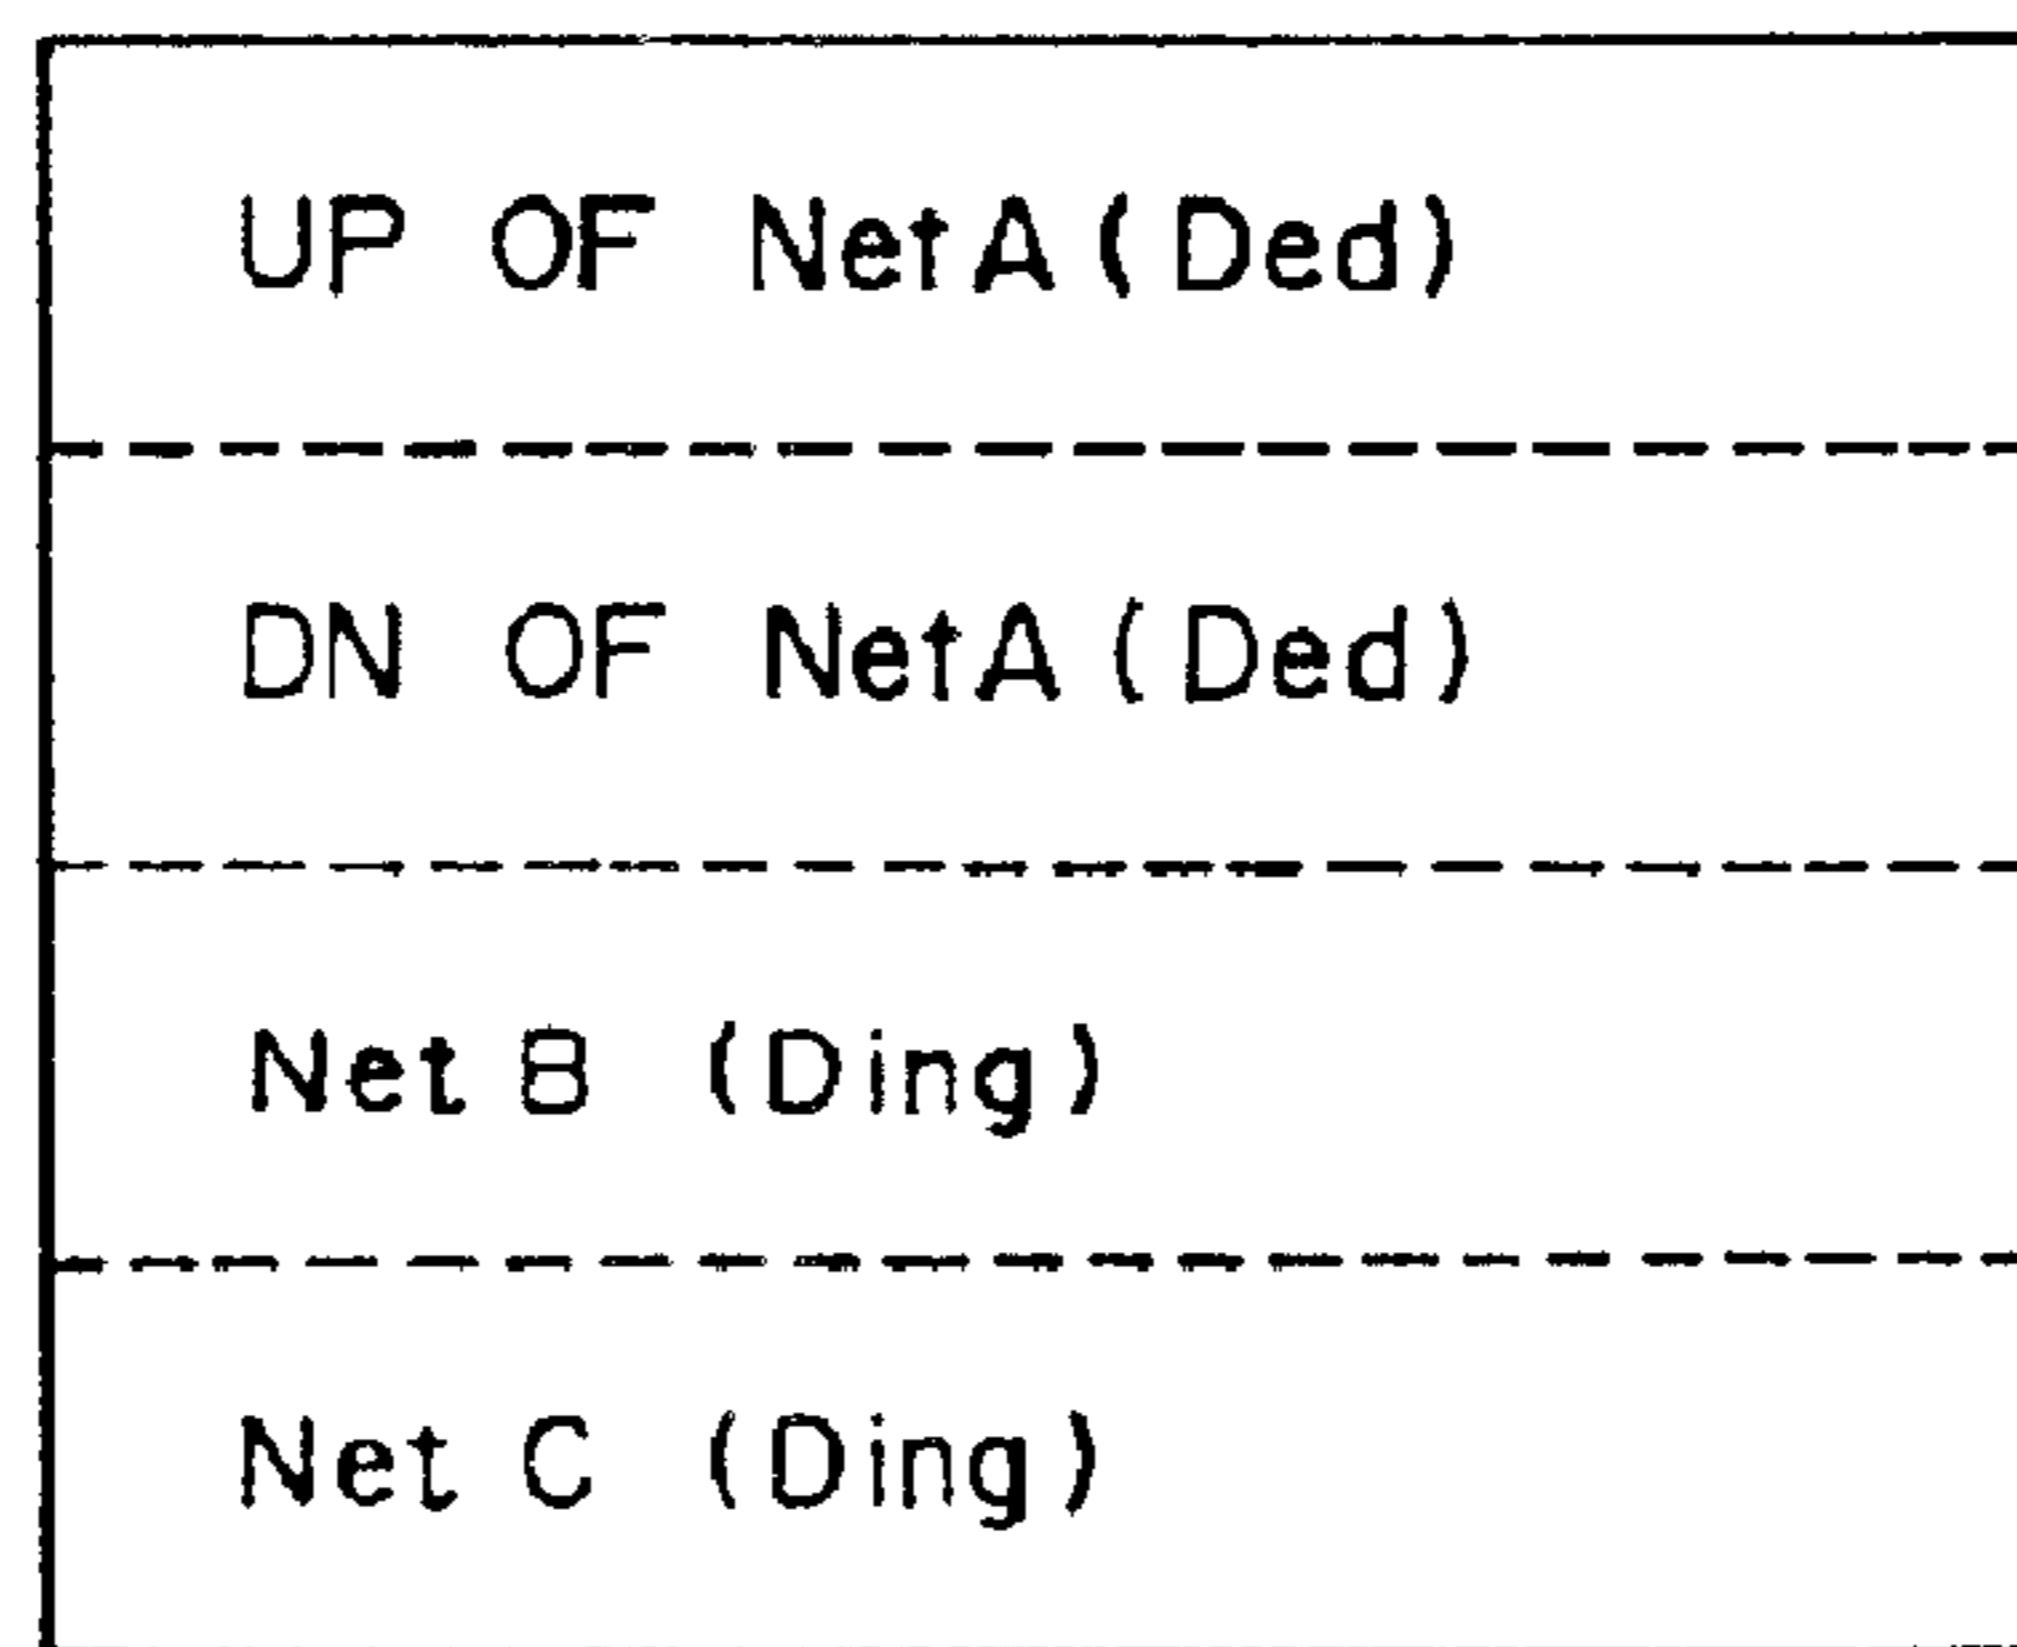 UP OF NetA(Ded)
DN OF NetA(Ded)
Net B (Ding)
Net C (Ding)